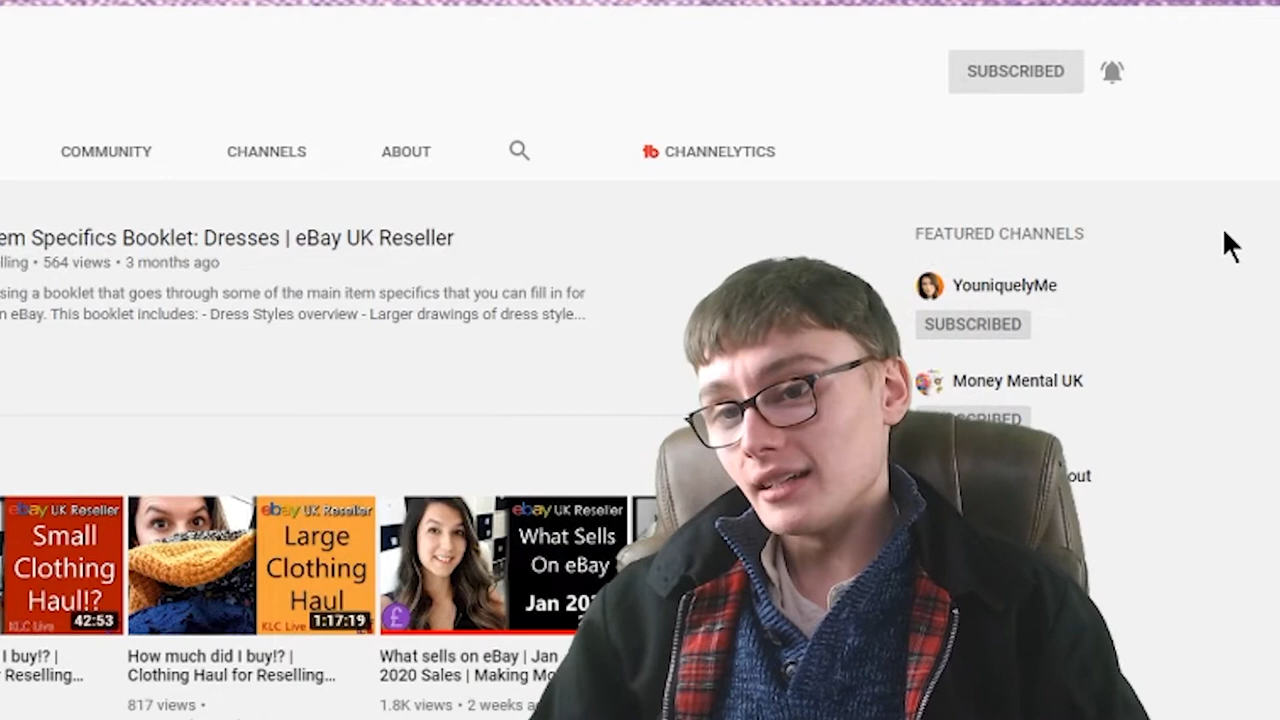 SUBSCRIBED
COMMUNITY CHANNELS ABOUT CHANNELYTICS
em Specifics Booklet: Dresses | eBay UK Reseller
lling • 564 views • 3 months ago
sing a booklet that goes through some of the main item specifics that you can fill in for
n eBay. This booklet includes: - Dress Styles overview - Larger drawings of dress style...
FEATURED CHANNELS
YouniquelyMe
SUBSCRIBED
Money Mental UK
SCRIBED
out
ebay UK Reseller
Small
Clothing
Haul!?
KLC Live
42:53
ebay UK Reseller
Large
Clothing
Haul
KLC Live
1:17:19
ebay UK Reseller
What Sells
On eBay
Jan 20
£
I buy!? |
Reselling...
How much did I buy!? |
Clothing Haul for Reselling...
817 views •
What sells on eBay | Jan
2020 Sales | Making Mo
1.8K views • 2 weeks a